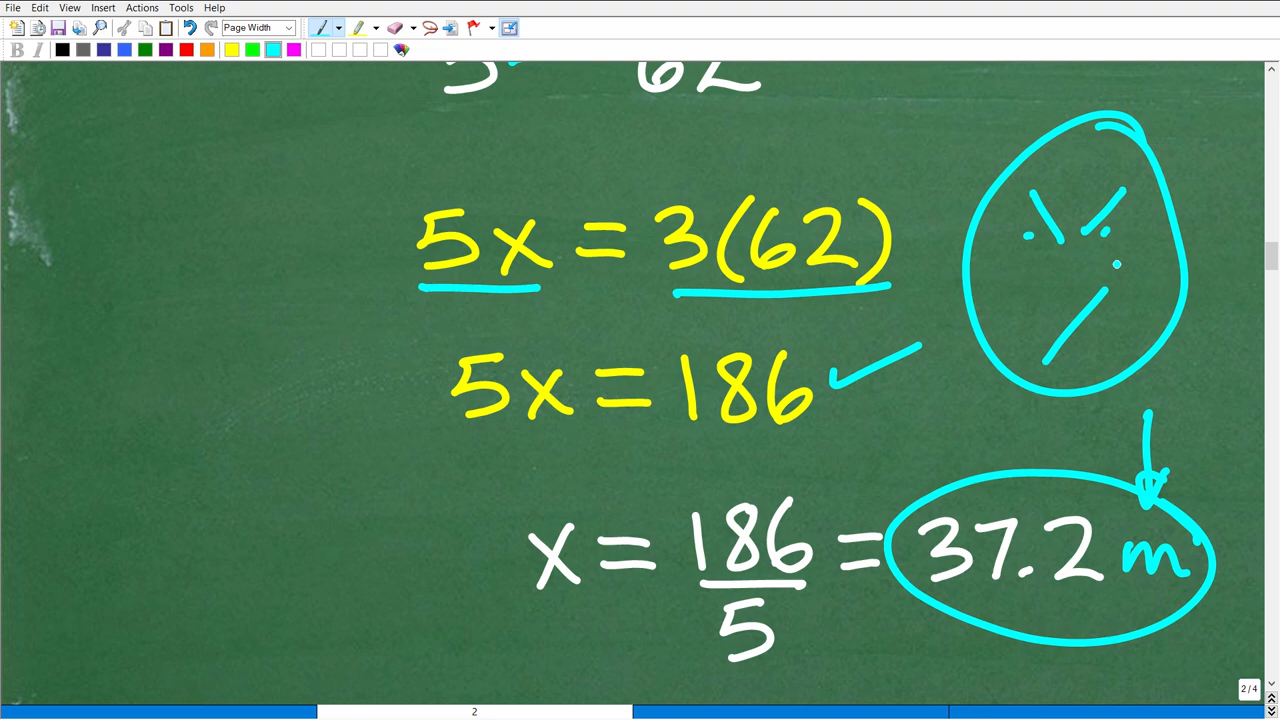 File Edit View Insert Actions Tools Help
Page Width
B I
62
5x = 3(62)
5x = 186 ✓
x = 186/5 = 37.2 m
2/4
2